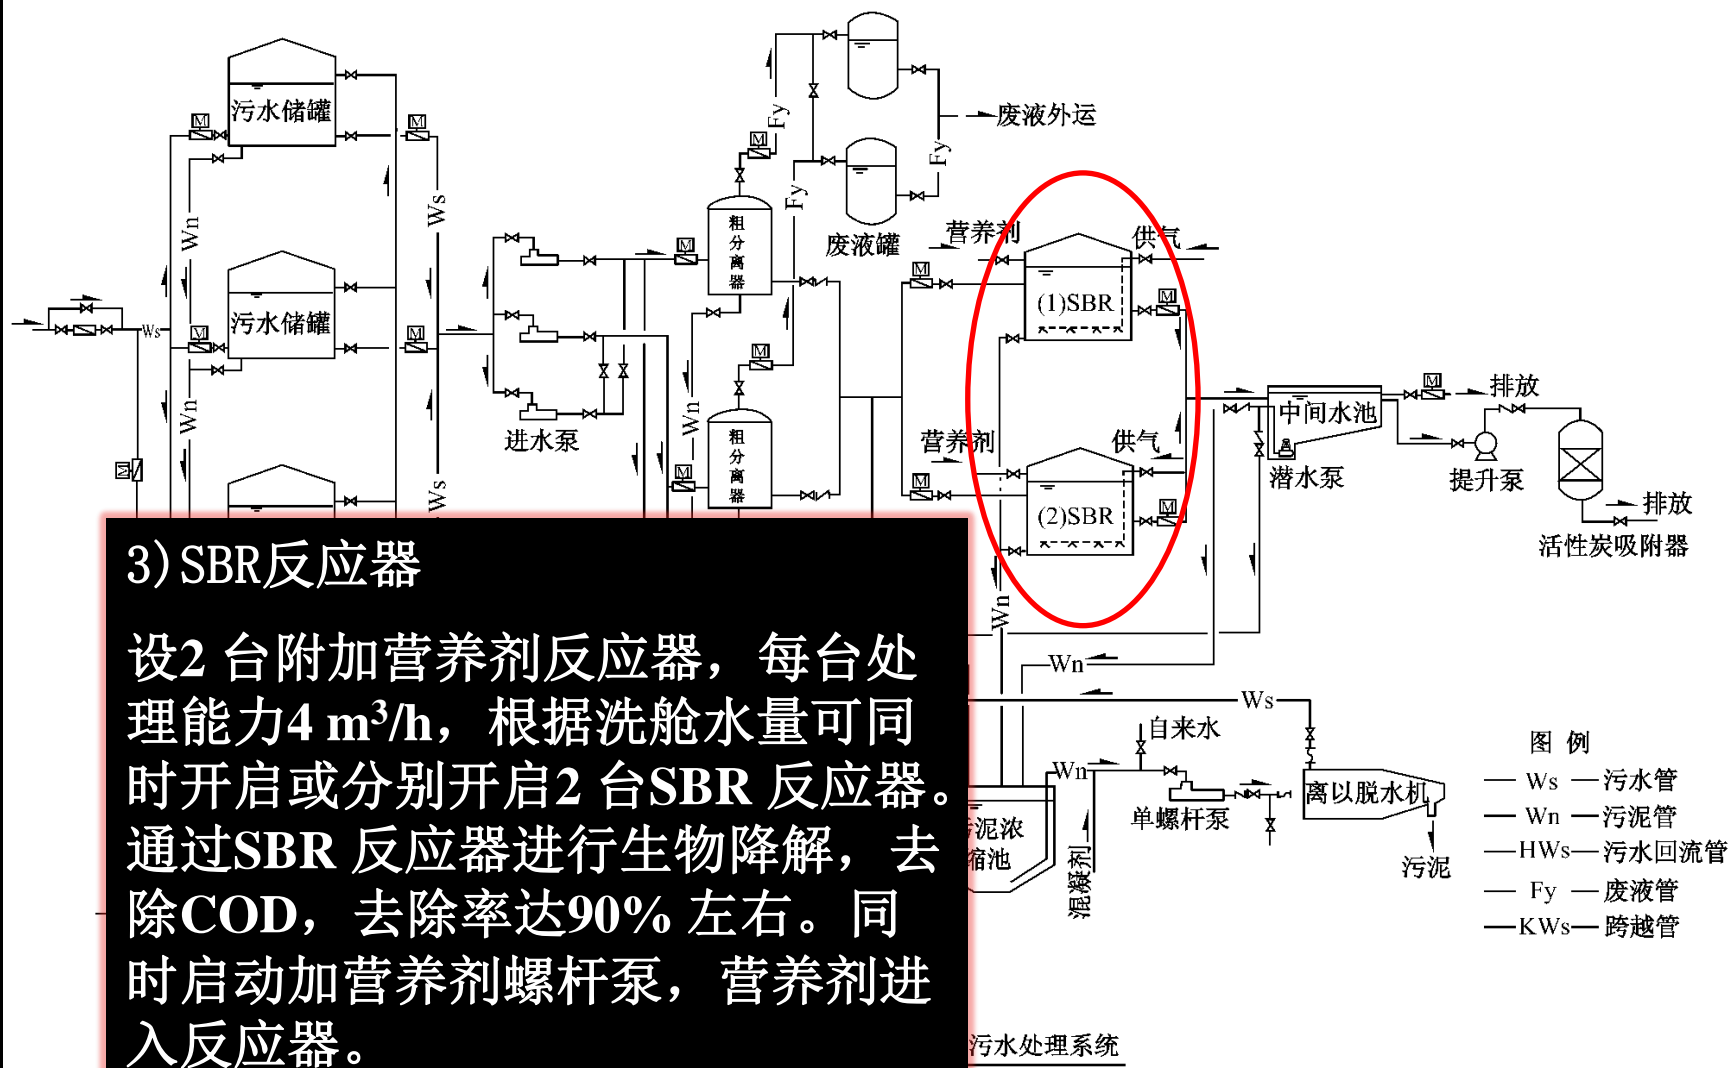 废液外运
污水储罐
M
M
M
Fy
Fy
Wn
Ws
Fy
粗分离器
废液罐
营养剂
供气
M
M
(1)SBR
M
污水储罐
Ws
M
M
M
Wn
进水泵
Wn
粗分离器
M
营养剂
供气
M
(2)SBR
M
中间水池
潜水泵
M
排放
提升泵
排放
活性炭吸附器
M
Ws
Wn
Wn
Ws
自来水
Wn
单螺杆泵
离以脱水机
污泥
混凝剂
泥浓
缩池
3)SBR反应器
设2 台附加营养剂反应器，每台处
理能力4 m³/h，根据洗舱水量可同
时开启或分别开启2 台SBR 反应器。
通过SBR 反应器进行生物降解，去
除COD，去除率达90% 左右。同
时启动加营养剂螺杆泵，营养剂进
入反应器。
图 例
Ws 污水管
Wn 污泥管
HWs 污水回流管
Fy 废液管
KWs 跨越管
污水处理系统